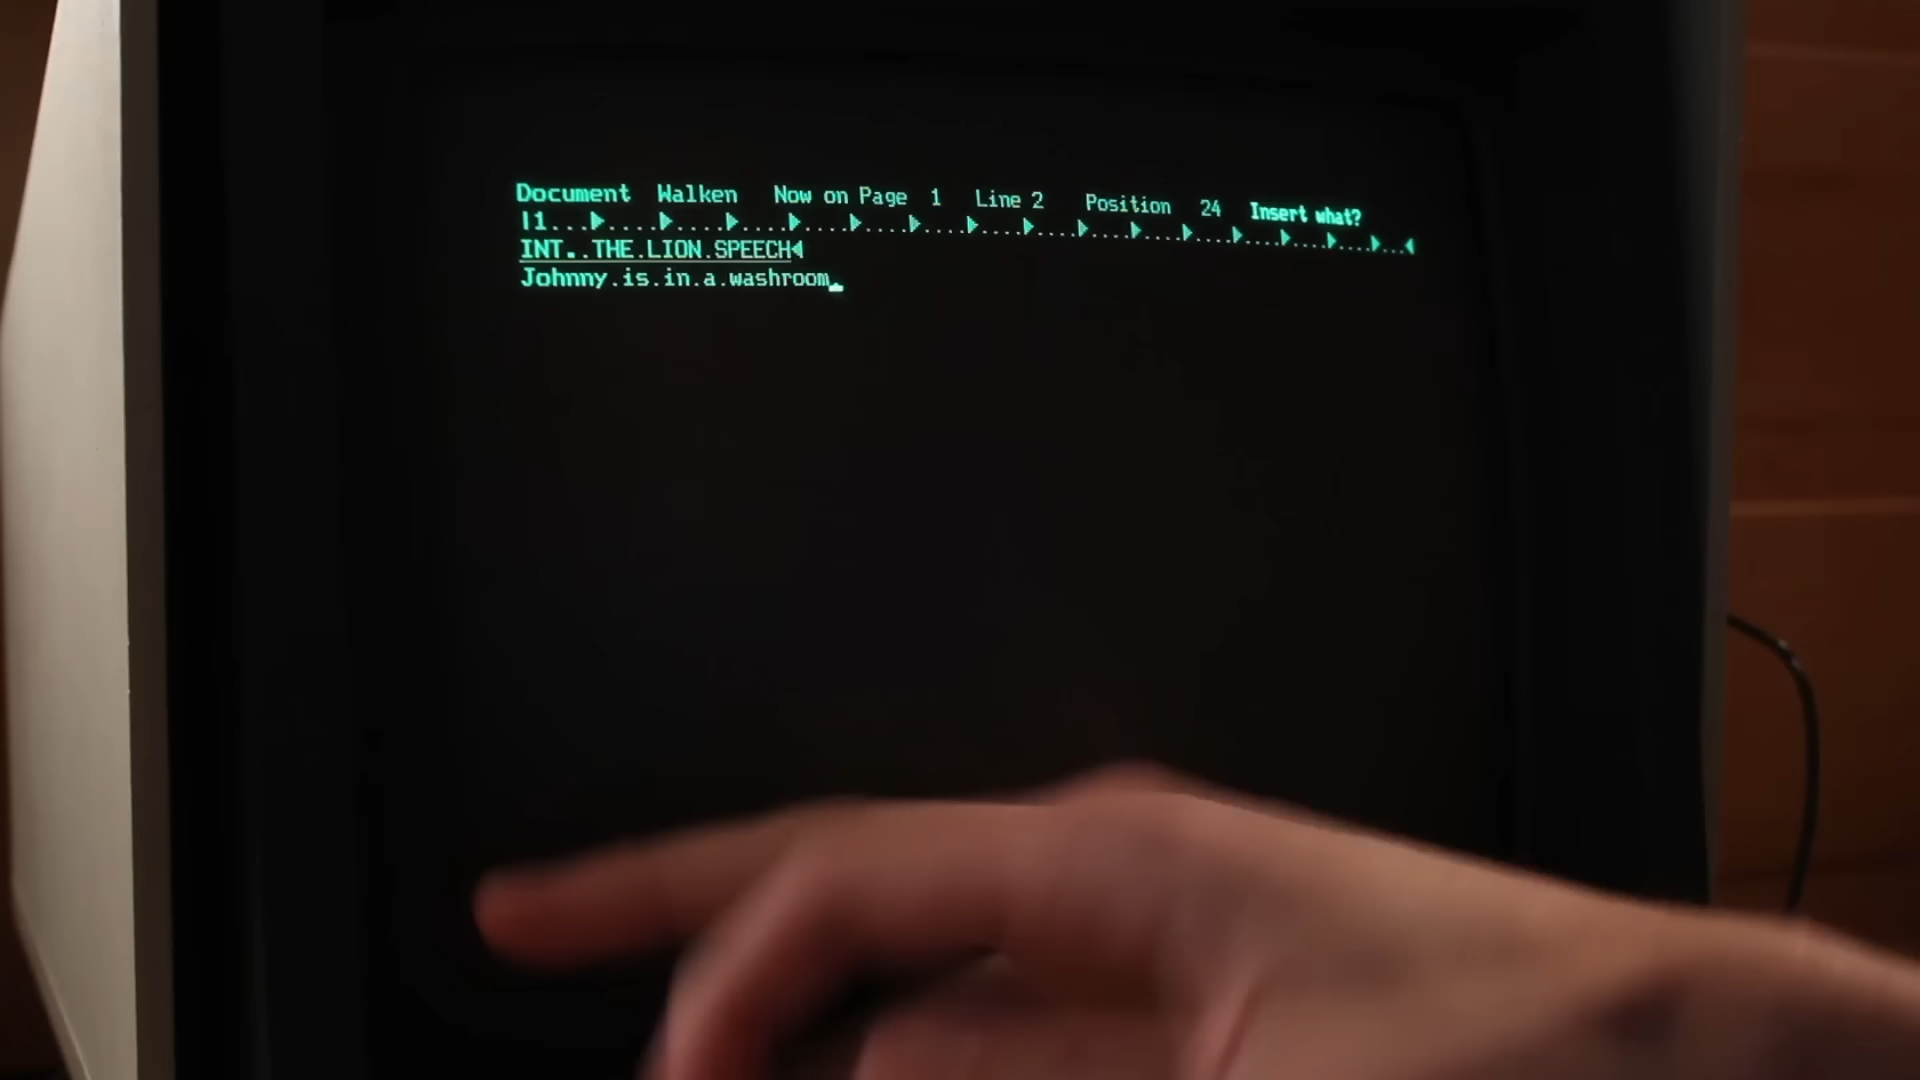 Document Walken Now on Page 1 Line 2 Position 24 Insert what?
|1...▶....▶....▶....▶....▶....▶....▶....▶....▶....▶....▶....▶....▶....▶....▶...◀
INT..THE.LION.SPEECH◀
Johnny.is.in.a.washroom.